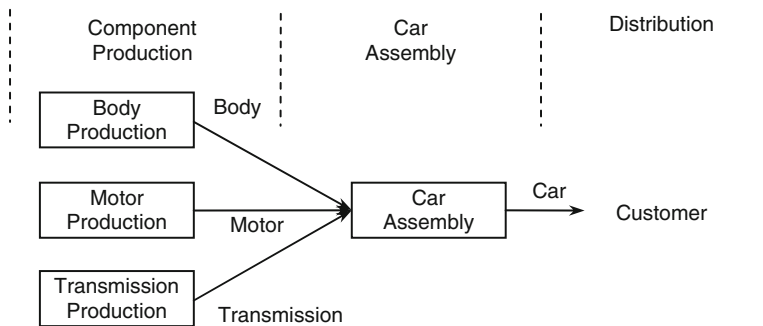 Component
Production
Car
Assembly
Distribution
Body
Production
Body
Motor
Production
Motor
Car
Assembly
Car
Customer
Transmission
Production
Transmission